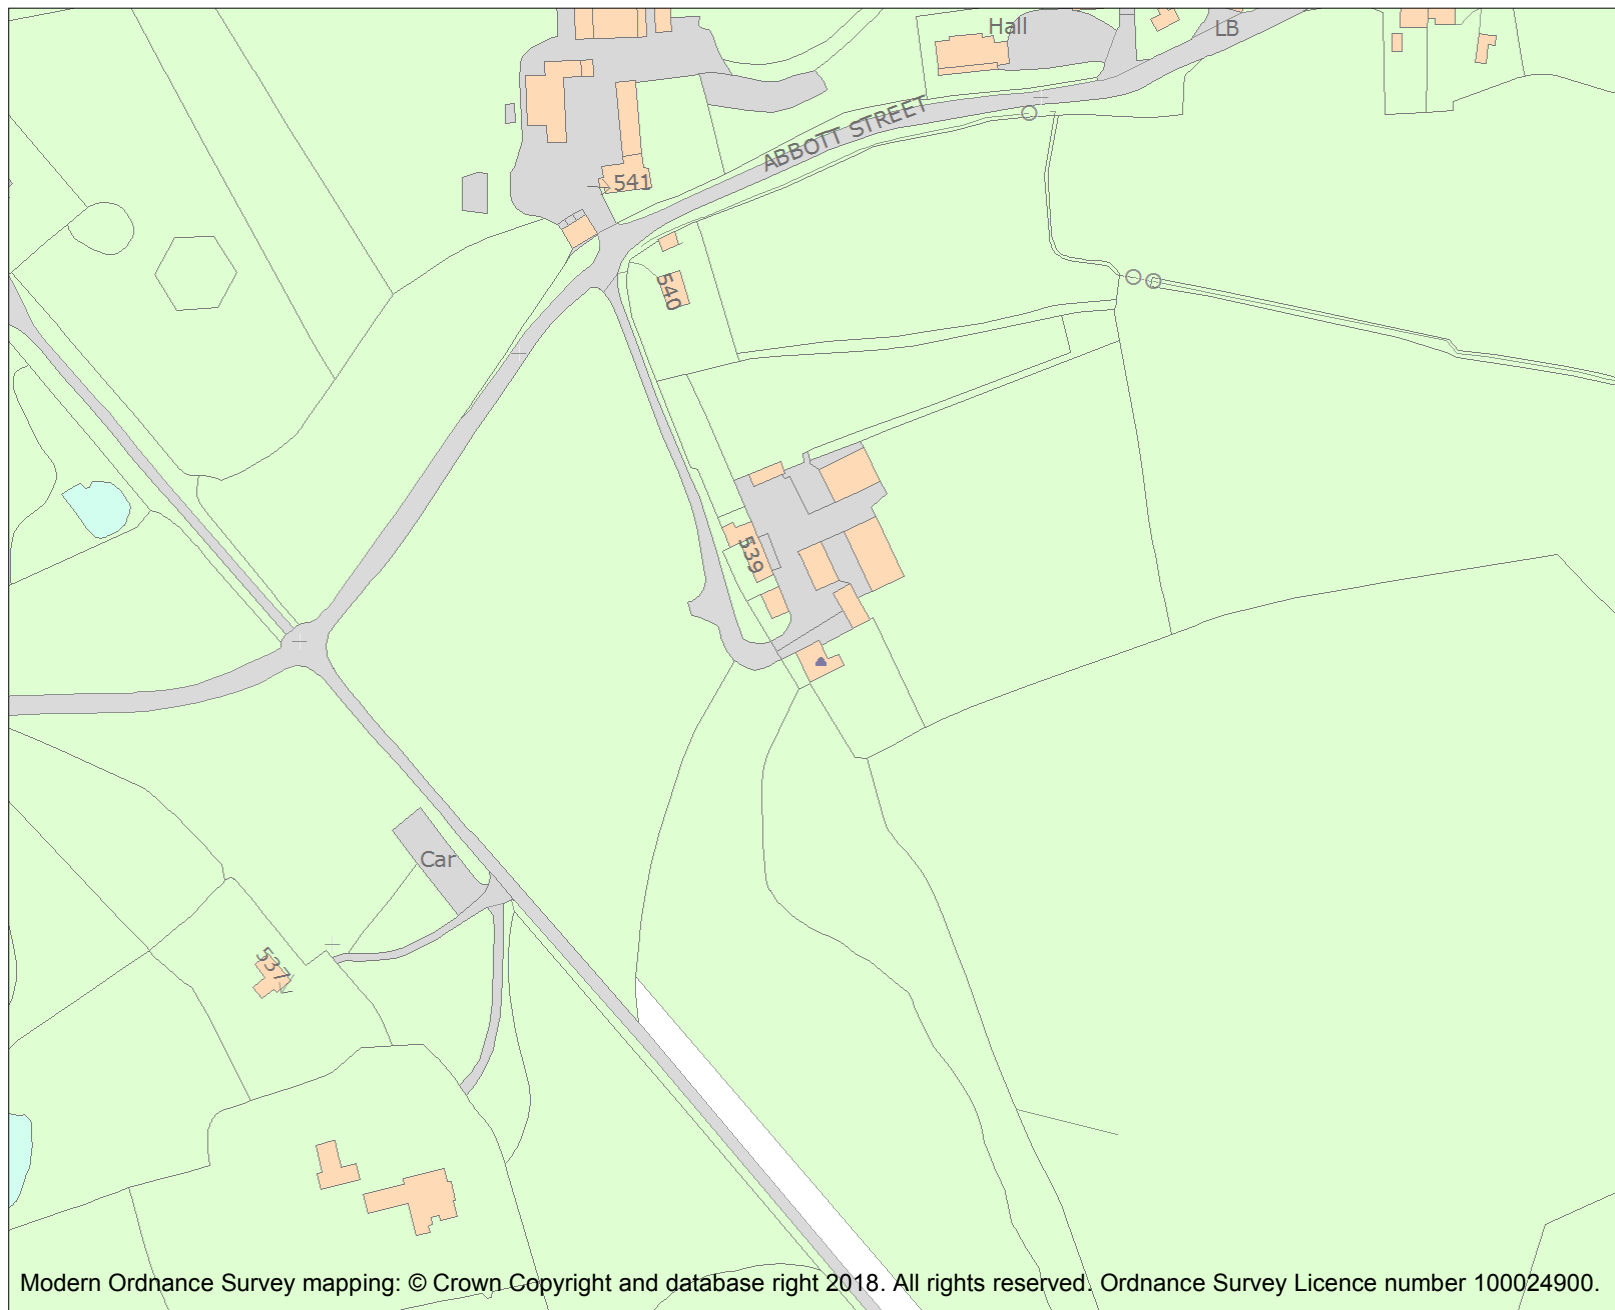 Hall
LB
ABBOTT STREET
541
540
539
Car
537
Modern Ordnance Survey mapping: © Crown Copyright and database right 2018. All rights reserved. Ordnance Survey Licence number 100024900.